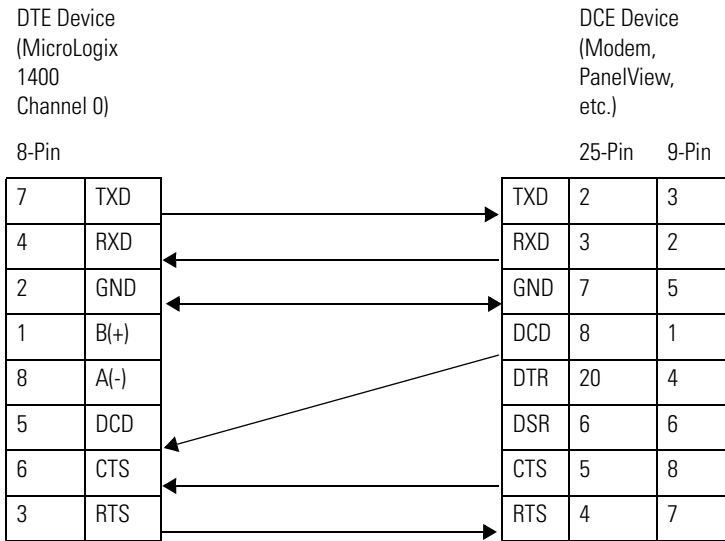 DTE Device
(MicroLogix
1400
Channel 0)
DCE Device
(Modem,
PanelView,
etc.)
8-Pin
25-Pin 9-Pin
7 TXD TXD 2 3
4 RXD RXD 3 2
2 GND GND 7 5
1 B(+) DCD 8 1
8 A(-) DTR 20 4
5 DCD DSR 6 6
6 CTS CTS 5 8
3 RTS RTS 4 7